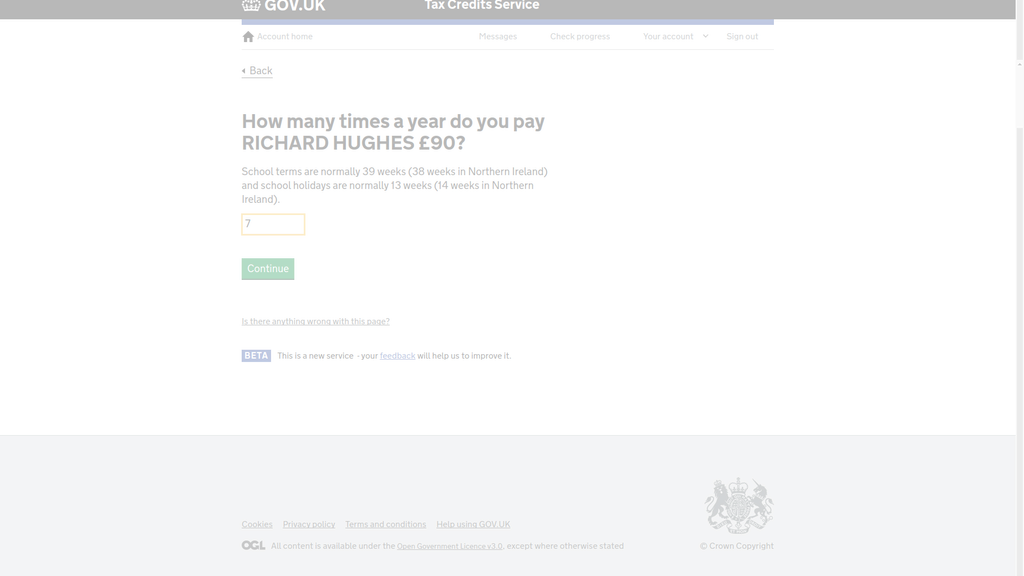 GOV.UK Tax Credits Service
Account home Messages Check progress Your account Sign out
Back
How many times a year do you pay
RICHARD HUGHES £90?
School terms are normally 39 weeks (38 weeks in Northern Ireland)
and school holidays are normally 13 weeks (14 weeks in Northern
Ireland).
7
Continue
Is there anything wrong with this page?
BETA This is a new service - your feedback will help us to improve it.
Cookies Privacy policy Terms and conditions Help using GOV.UK
OGL All content is available under the Open Government Licence v3.0, except where otherwise stated
© Crown Copyright